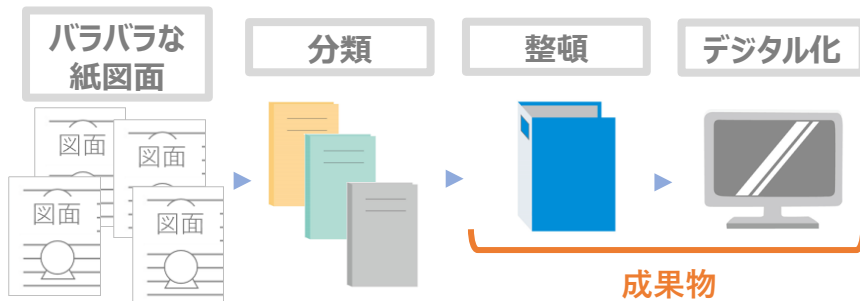 バラバラな
紙図面
分類
整頓
デジタル化
図面
図面
図面
図面
成果物